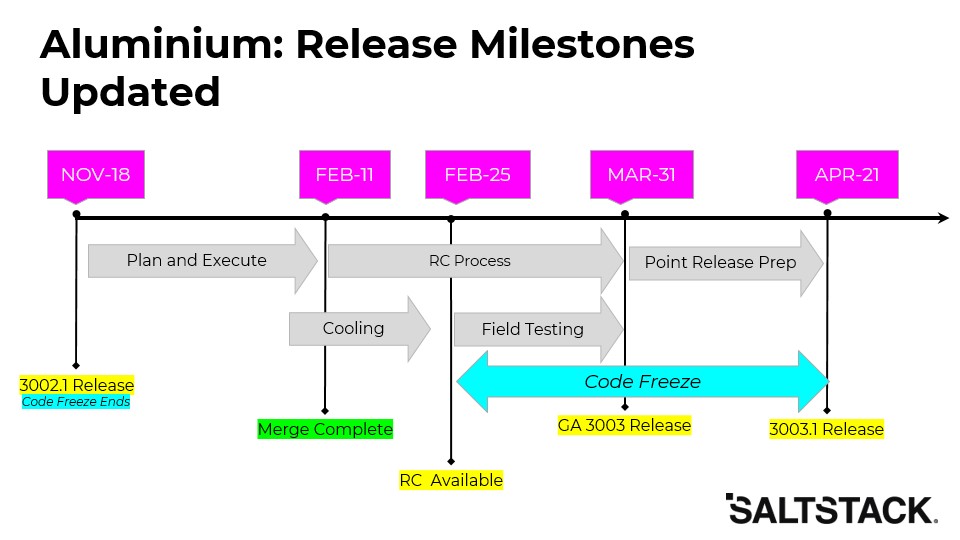 Aluminium: Release Milestones
Updated
NOV-18
FEB-11
FEB-25
MAR-31
APR-21
Plan and Execute
RC Process
Point Release Prep
Cooling
Field Testing
Code Freeze
3002.1 Release
Code Freeze Ends
Merge Complete
GA 3003 Release
3003.1 Release
RC Available
SALTSTACK.